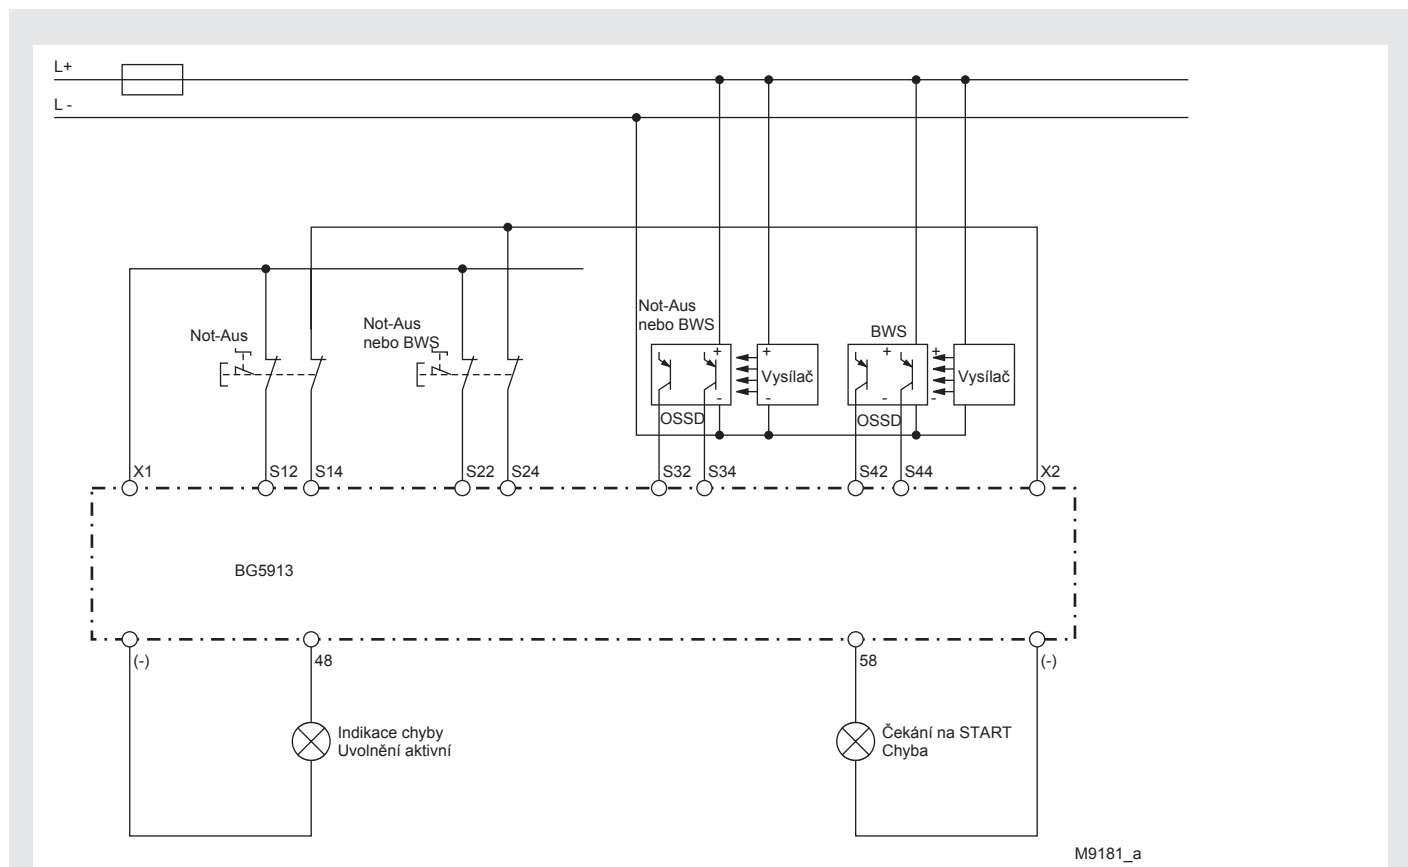 L+
L -
Not-Aus
Not-Aus
nebo BWS
Not-Aus
nebo BWS
BWS
+
+
Vysílač
-
-
+
+
Vysílač
-
-
OSSD
OSSD
X1
S12
S14
S22
S24
S32
S34
S42
S44
X2
BG5913
(-)
48
58
(-)
Indikace chyby
Uvolnění aktivní
Čekání na START
Chyba
M9181_a